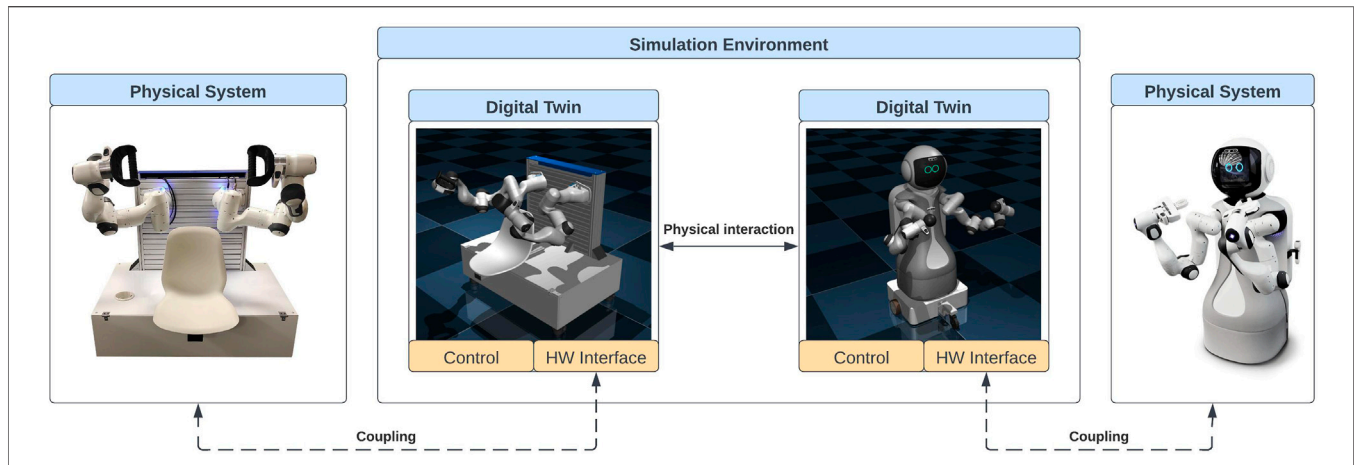 Simulation Environment
Physical System
Digital Twin
Digital Twin
Physical System
Physical interaction
Control
HW Interface
Control
HW Interface
Coupling
Coupling